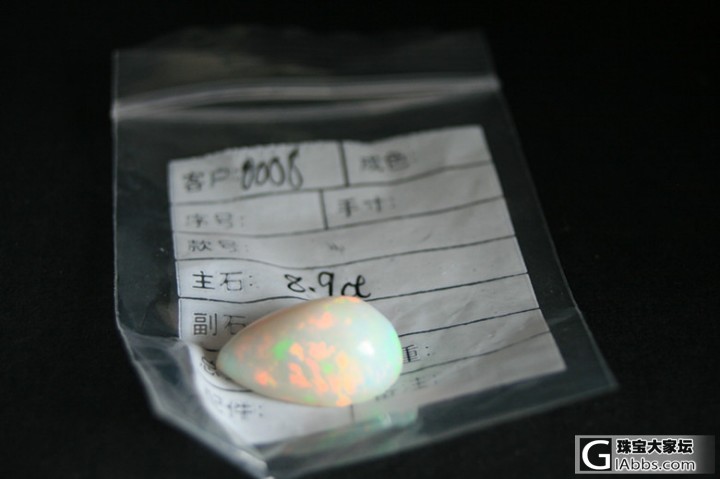 客户: 0008 成色
序号: 手寸:
款号:
主石: 8.9ct
副石
重:
配件:
G 珠宝大家坛
IAbbs.com